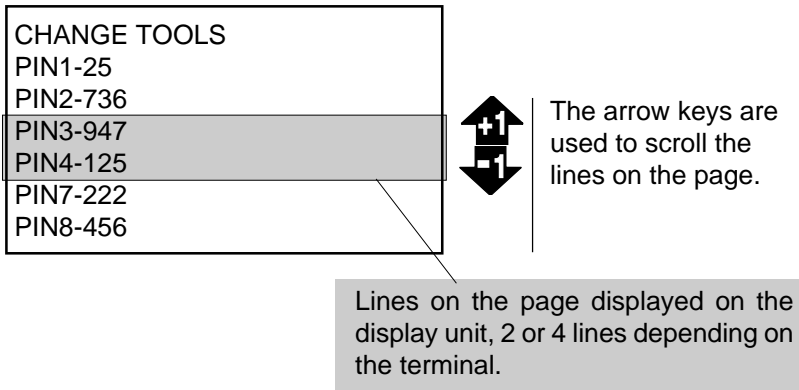 CHANGE TOOLS
PIN1-25
PIN2-736
PIN3-947
PIN4-125
PIN7-222
PIN8-456
+1
-1
The arrow keys are
used to scroll the
lines on the page.
Lines on the page displayed on the
display unit, 2 or 4 lines depending on
the terminal.